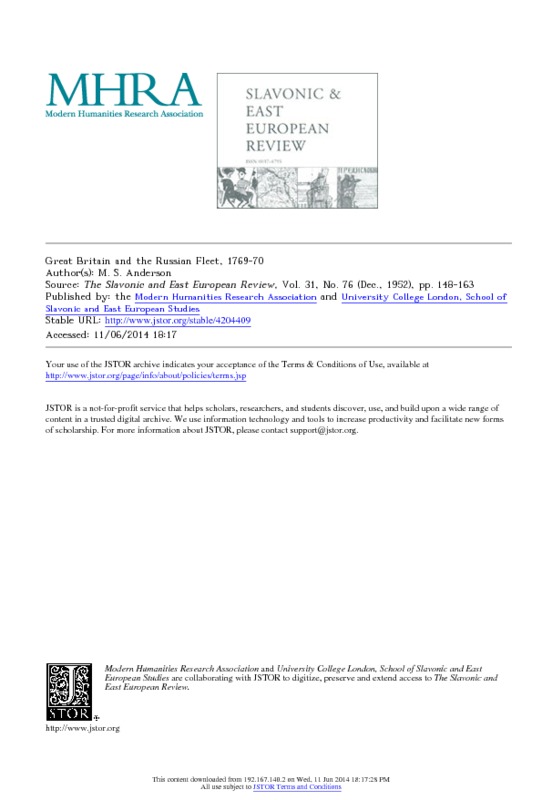 MHRA
Modern Humanities Research Association
SLAVONIC &
EAST
EUROPEAN
REVIEW
Great Britain and the Russian Fleet, 1769-70
Author(s): M. S. Anderson
Source: The Slavonic and East European Review, Vol. 31, No. 76 (Dec., 1952), pp. 148-163
Published by: the Modern Humanities Research Association and University College London, School of
Slavonic and East European Studies
Stable URL: http://www.jstor.org/stable/4204409
Accessed: 11/06/2014 18:17
Your use of the JSTOR archive indicates your acceptance of the Terms & Conditions of Use, available at
http://www.jstor.org/page/info/about/policies/terms.jsp
JSTOR is a not-for-profit service that helps scholars, researchers, and students discover, use, and build upon a wide range of
content in a trusted digital archive. We use information technology and tools to increase productivity and facilitate new forms
of scholarship. For more information about JSTOR, please contact support@jstor.org.
Modern Humanities Research Association and University College London, School of Slavonic and East
European Studies are collaborating with JSTOR to digitize, preserve and extend access to The Slavonic and
East European Review.
JSTOR
http://www.jstor.org
This content downloaded from 192.167.140.2 on Wed, 11 Jun 2014 18:17:28 PM
All use subject to JSTOR Terms and Conditions